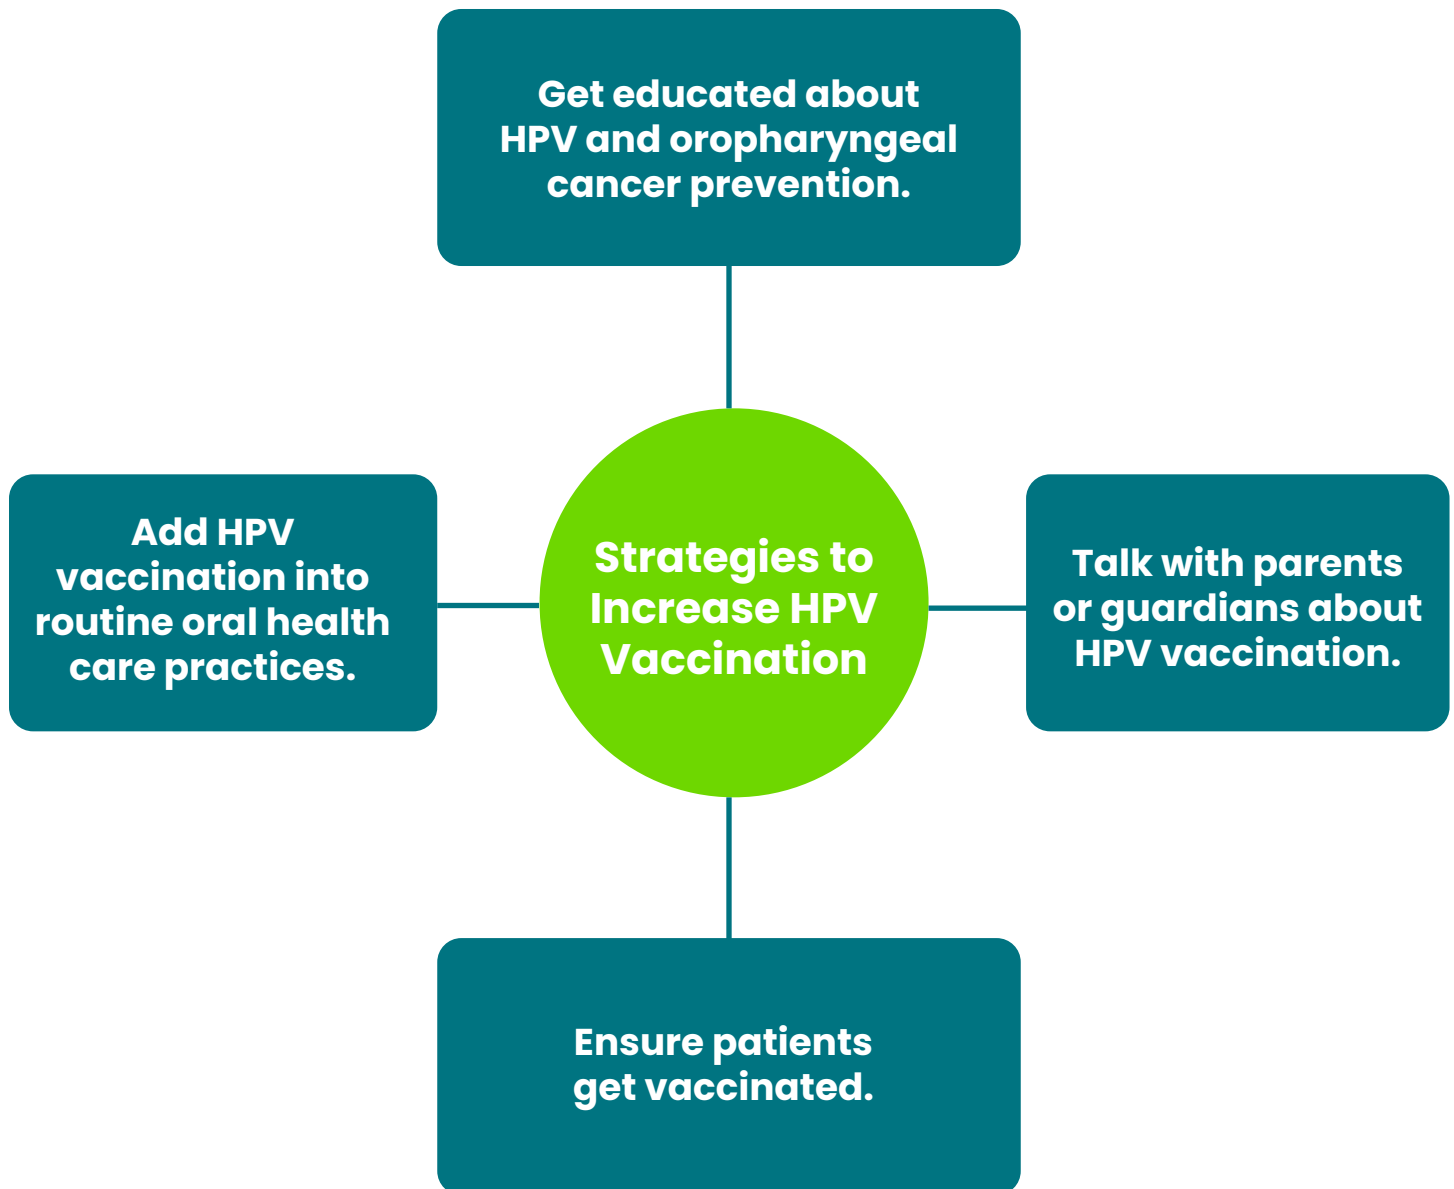 Get educated about
HPV and oropharyngeal
cancer prevention.
Add HPV
vaccination into
routine oral health
care practices.
Strategies to
Increase HPV
Vaccination
Talk with parents
or guardians about
HPV vaccination.
Ensure patients
get vaccinated.